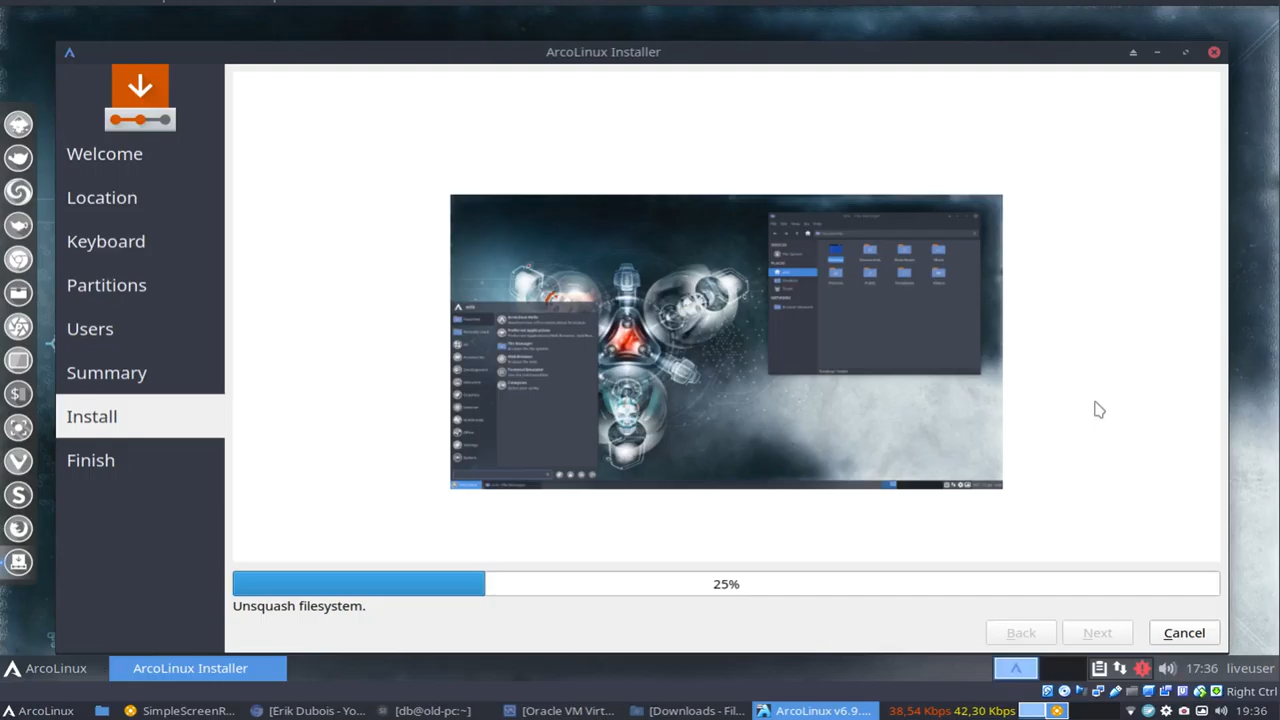 ArcoLinux Installer
Welcome
Location
Keyboard
Partitions
Users
Summary
Install
Finish
25%
Unsquash filesystem.
Back
Next
Cancel
ArcoLinux
ArcoLinux Installer
17:36
liveuser
Right Ctrl
ArcoLinux
SimpleScreenR...
[Erik Dubois - Yo...
[db@old-pc:~]
[Oracle VM Virt...
[Downloads - Fil...
ArcoLinux v6.9....
38,54 Kbps
42,30 Kbps
19:36